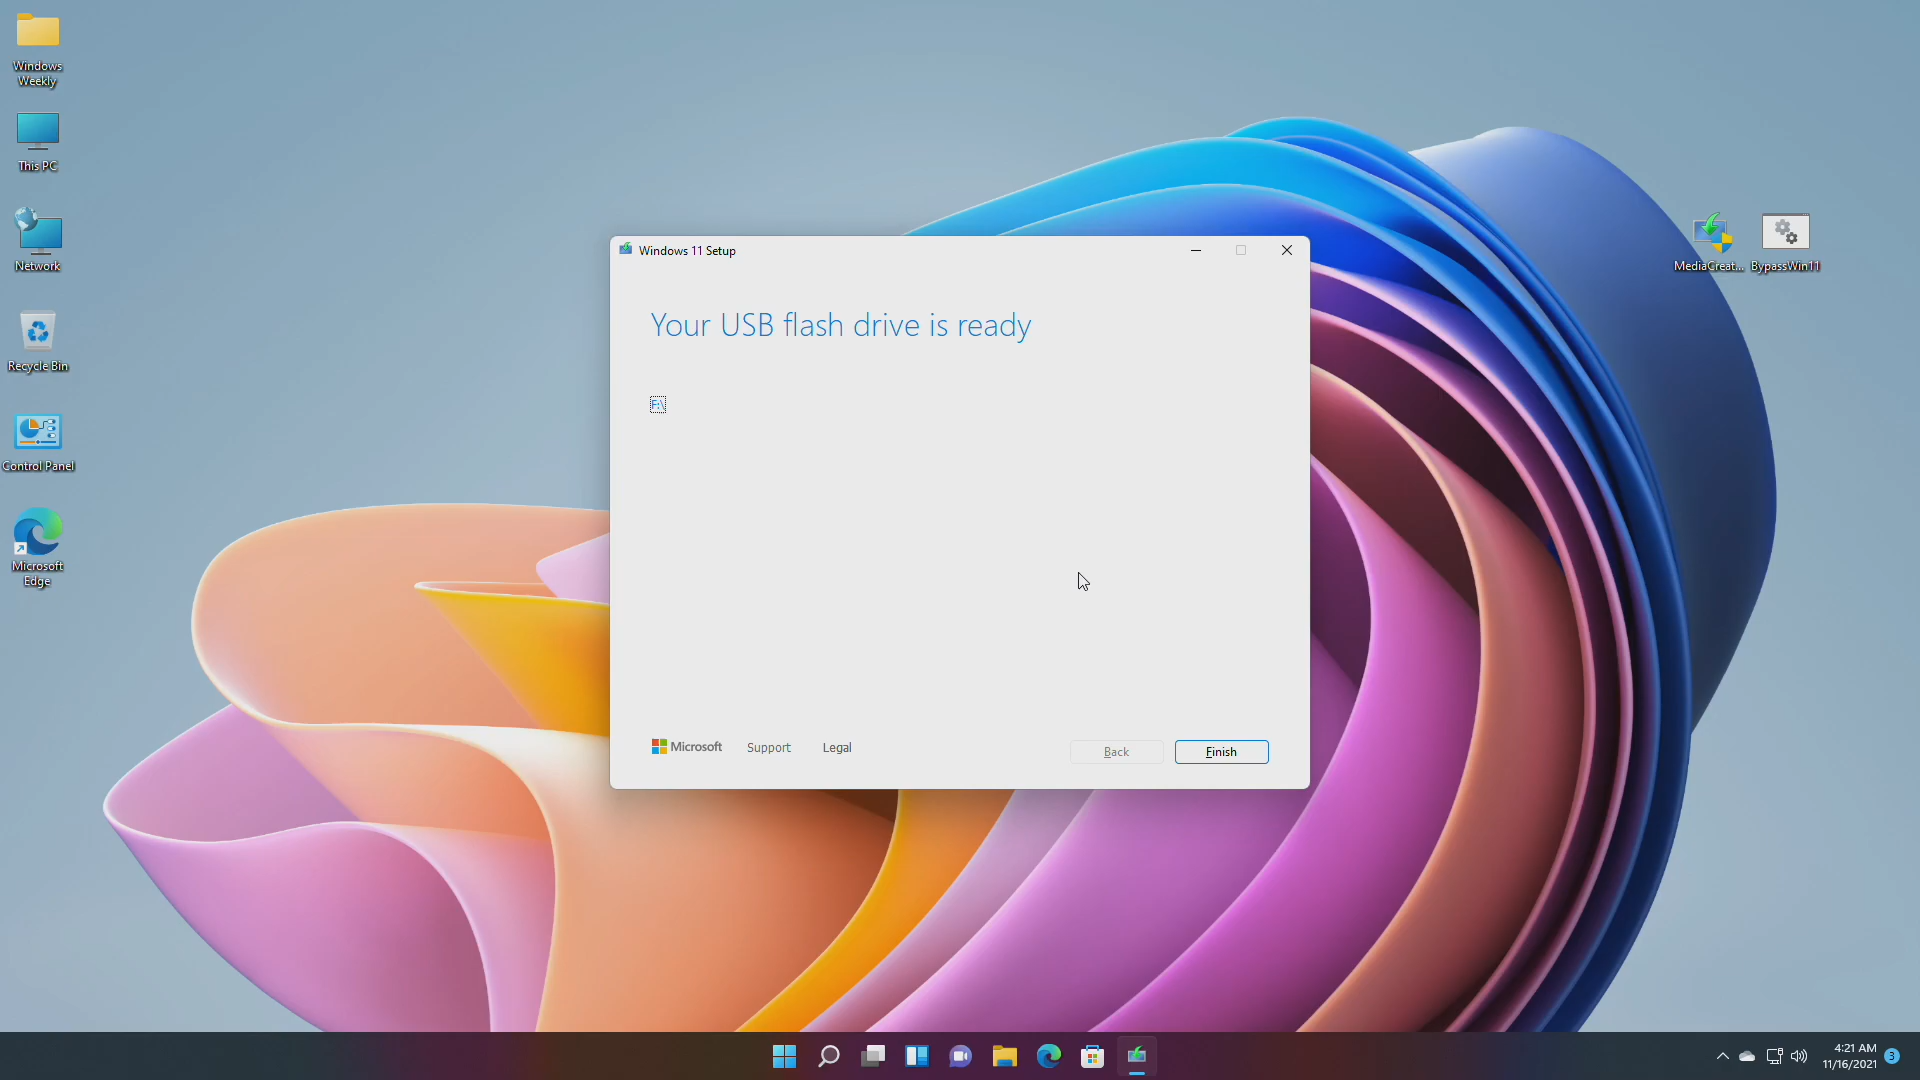 Windows
Weekly
This PC
Network
Recycle Bin
Control Panel
Microsoft
Edge
Windows 11 Setup
Your USB flash drive is ready
F:\
Microsoft
Support
Legal
Back
Finish
MediaCreat...
BypassWin11
4:21 AM
11/16/2021
3